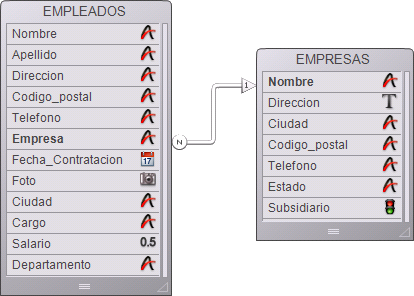 EMPLEADOS
Nombre
Apellido
Direccion
Codigo_postal
Telefono
Empresa
Fecha_Contratacion
17
Foto
Ciudad
Cargo
Salario 0.5
Departamento
N
1
EMPRESAS
Nombre
Direccion T
Ciudad
Codigo_postal
Telefono
Estado
Subsidiario